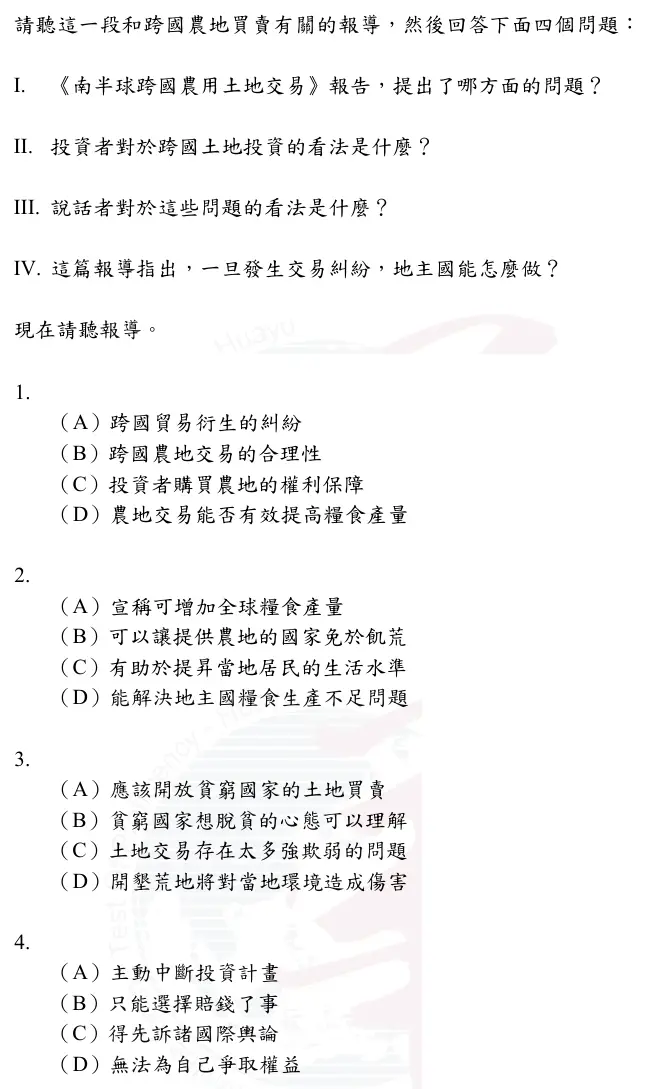 請聽這一段和跨國農地買賣有關的報導，然後回答下面四個問題：
I. 《南半球跨國農用土地交易》報告，提出了哪方面的問題？
II. 投資者對於跨國土地投資的看法是什麼？
III. 說話者對於這些問題的看法是什麼？
IV. 這篇報導指出，一旦發生交易糾紛，地主國能怎麼做？
現在請聽報導。
Hu3yu
1.
（A）跨國貿易衍生的糾紛
（B）跨國農地交易的合理性
（C）投資者購買農地的權利保障
（D）農地交易能否有效提高糧食產量
2.
（A）宣稱可增加全球糧食產量
（B）可以讓提供農地的國家免於飢荒
（C）有助於提昇當地居民的生活水準
（D）能解決地主國糧食生產不足問題
3.
（A）應該開放貧窮國家的土地買賣
（B）貧窮國家想脫貧的心態可以理解
（C）土地交易存在太多強欺弱的問題
（D）開墾荒地將對當地環境造成傷害
4.
（A）主動中斷投資計畫
（B）只能選擇賠錢了事
（C）得先訴諸國際輿論
（D）無法為自己爭取權益